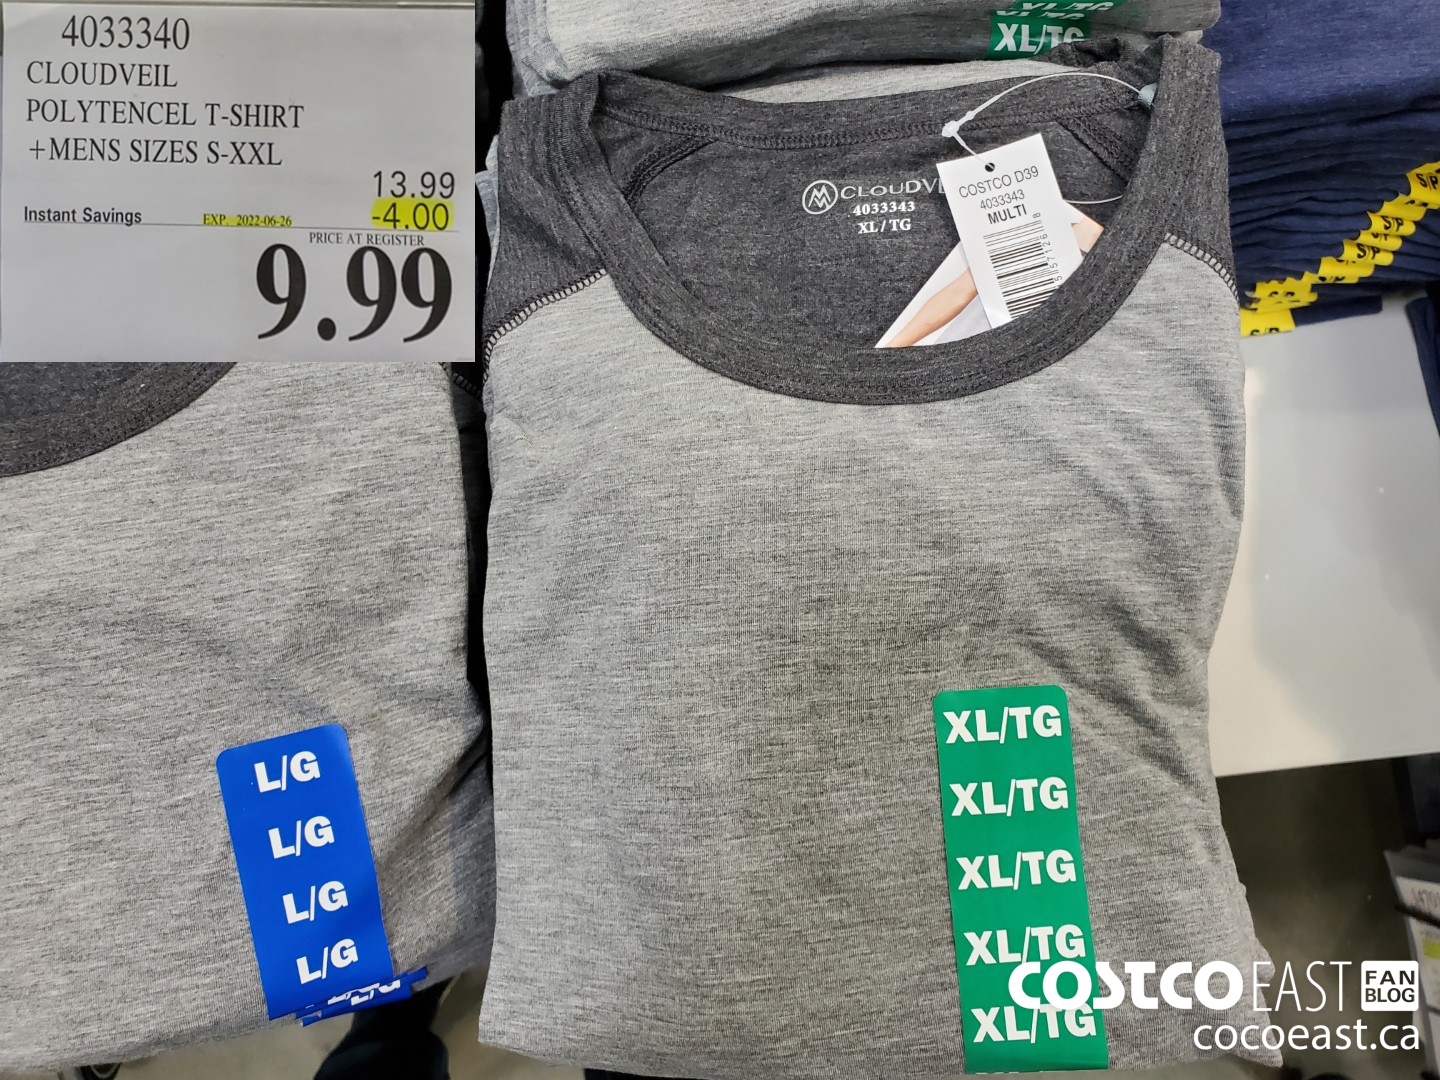 4033340
CLOUDVEIL
POLYTENCEL T-SHIRT
+MENS SIZES S-XXL
13.99
Instant Savings EXP. 2022-06-26 -4.00
PRICE AT REGISTER
9.99
XL/TG
CLOUDV
4033343
XL / TG
COSTCO D39
4033343
MULTI
S/P
S/P
S/P
S/P
L/G
L/G
L/G
L/G
L/G
XL/TG
XL/TG
XL/TG
XL/TG
XL/TG
COSTCO EAST FAN BLOG
cocoeast.ca